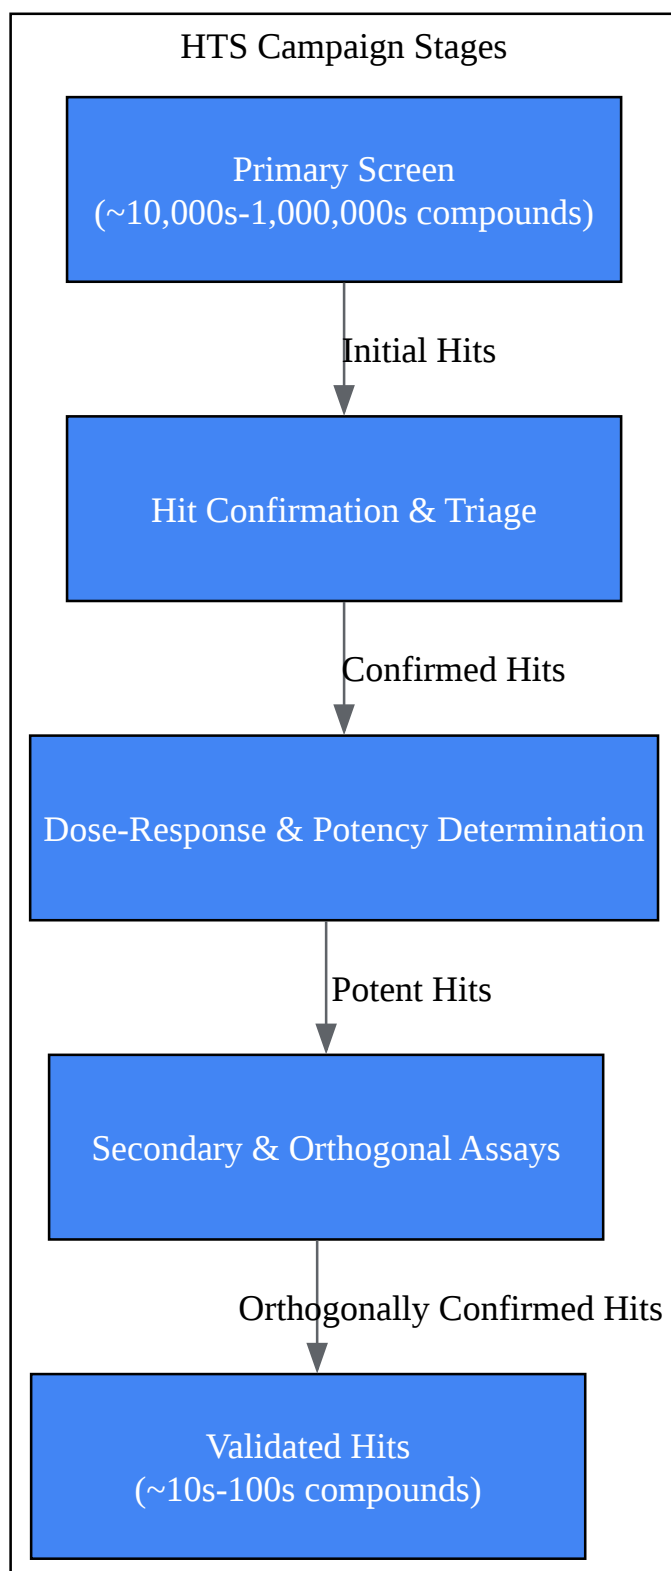 HTS Campaign Stages
Primary Screen
(~10,000s-1,000,000s compounds)
Initial Hits
Hit Confirmation & Triage
Confirmed Hits
Dose-Response & Potency Determination
Potent Hits
Secondary & Orthogonal Assays
Orthogonally Confirmed Hits
Validated Hits
(~10s-100s compounds)